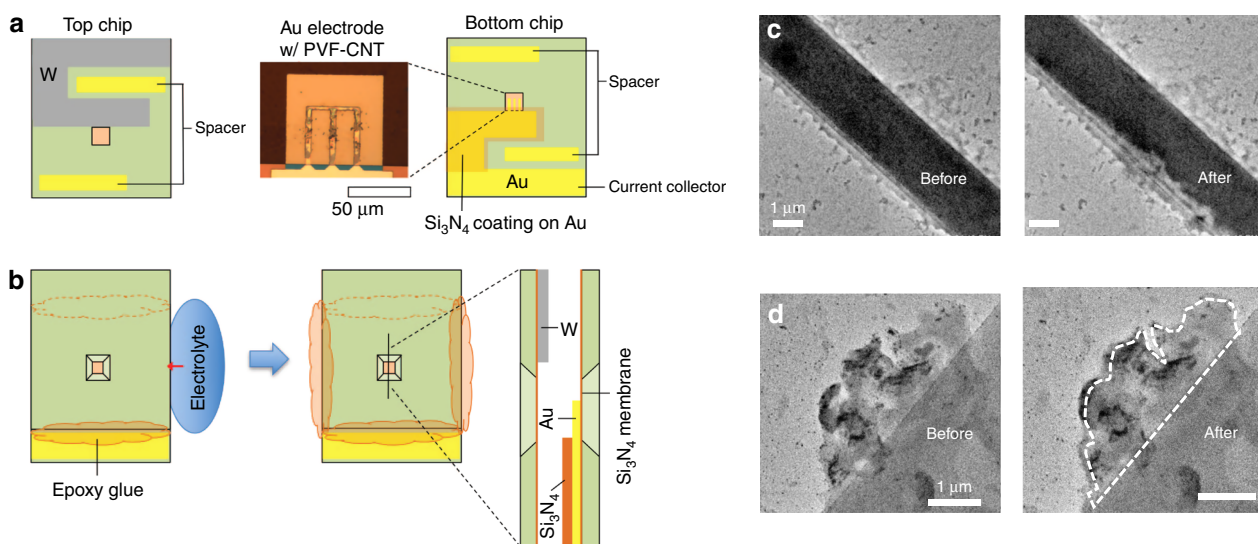 a
Top chip
W
Spacer
Au electrode
w/ PVF-CNT
50 μm
Bottom chip
Spacer
Au
Current collector
Si₃N₄ coating on Au
b
Electrolyte
Epoxy glue
W
Au
Si₃N₄
Si₃N₄ membrane
c
Before
1 μm
After
d
Before
1 μm
After